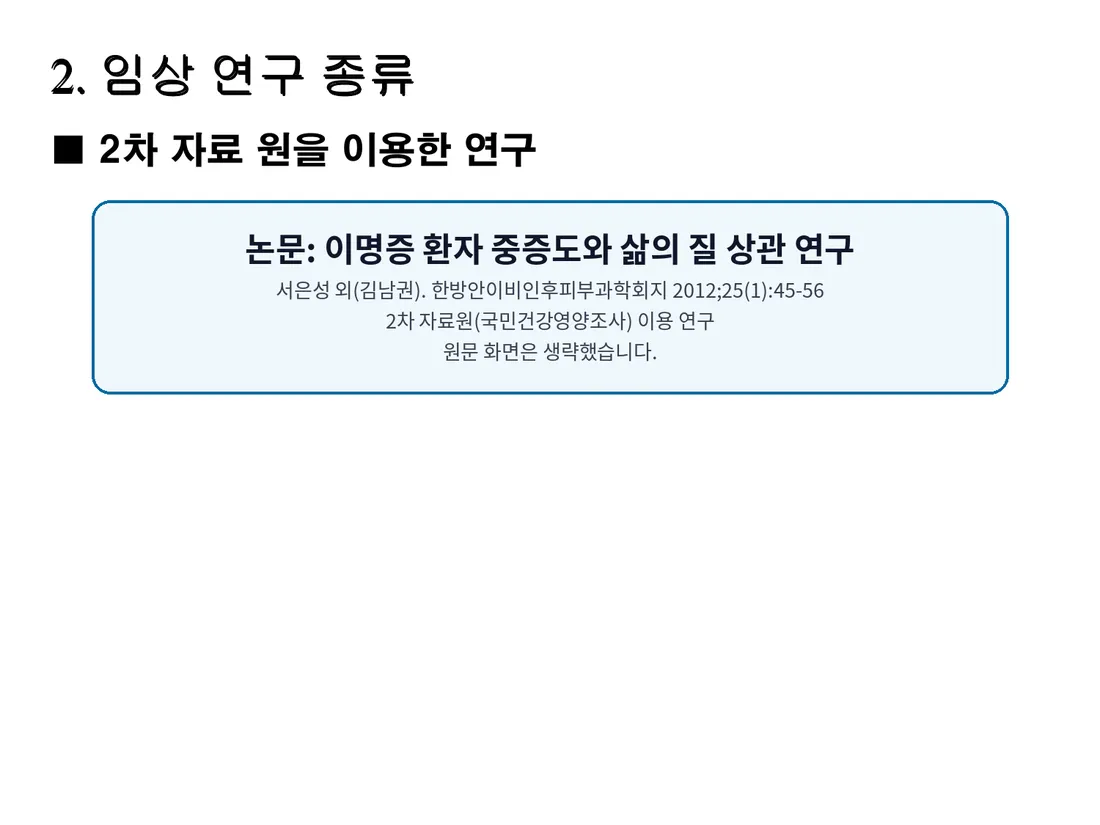 2. 임상 연구 종류
■ 2차 자료 원을 이용한 연구
논문: 이명증 환자 중증도와 삶의 질 상관 연구
서은성 외(김남권). 한방안이비인후피부과학회지 2012;25(1):45-56
2차 자료원(국민건강영양조사) 이용 연구
원문 화면은 생략했습니다.